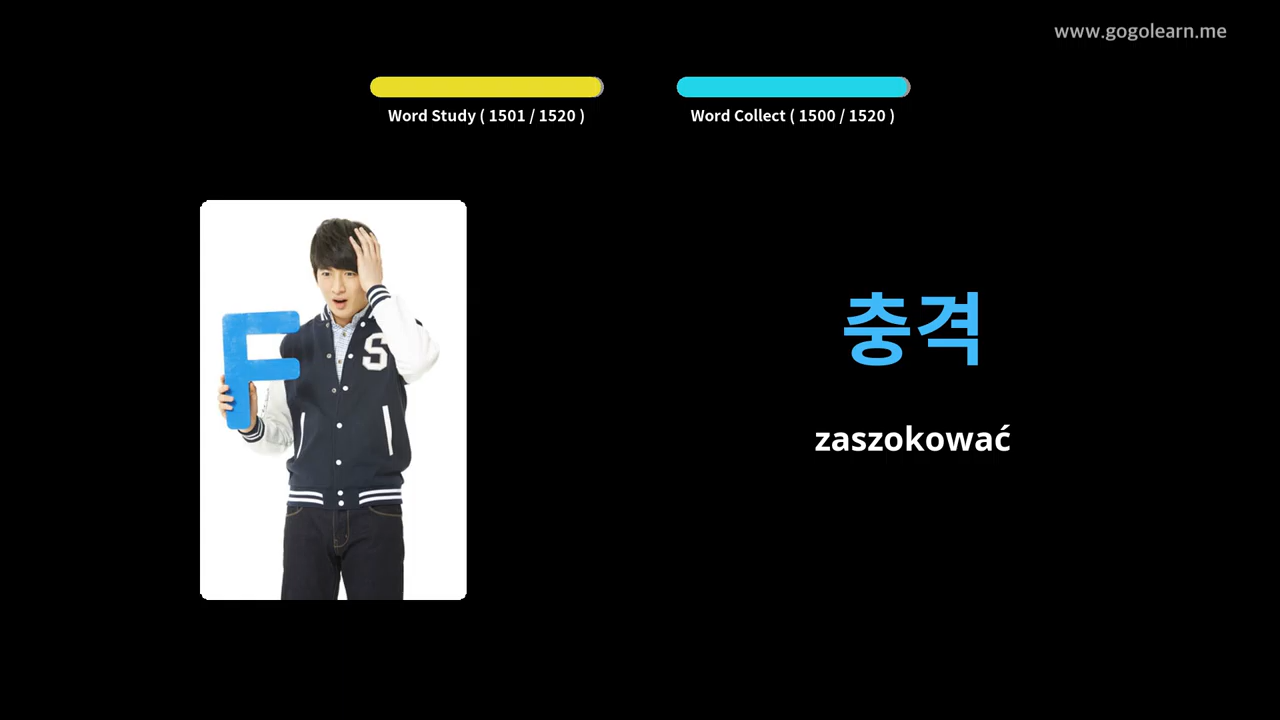 www.gogolearn.me
Word Study ( 1501 / 1520 )
Word Collect ( 1500 / 1520 )
F
S
충격
zaszokować